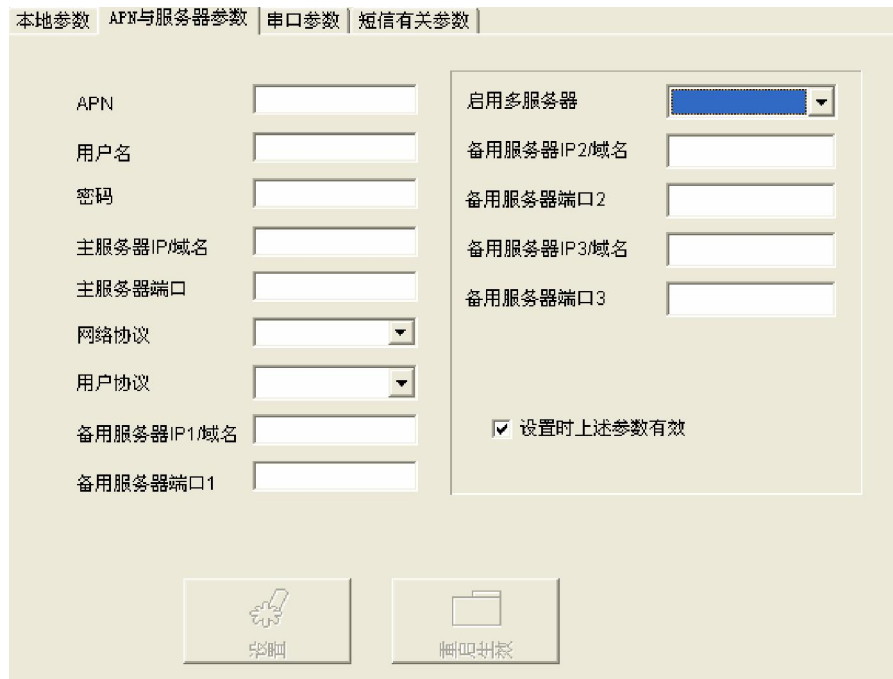 本地参数 APN与服务器参数 串口参数 短信有关参数
APN
用户名
密码
主服务器IP/域名
主服务器端口
网络协议
用户协议
备用服务器IP1/域名
备用服务器端口1
启用多服务器
备用服务器IP2/域名
备用服务器端口2
备用服务器IP3/域名
备用服务器端口3
设置时上述参数有效
设置
重启生效